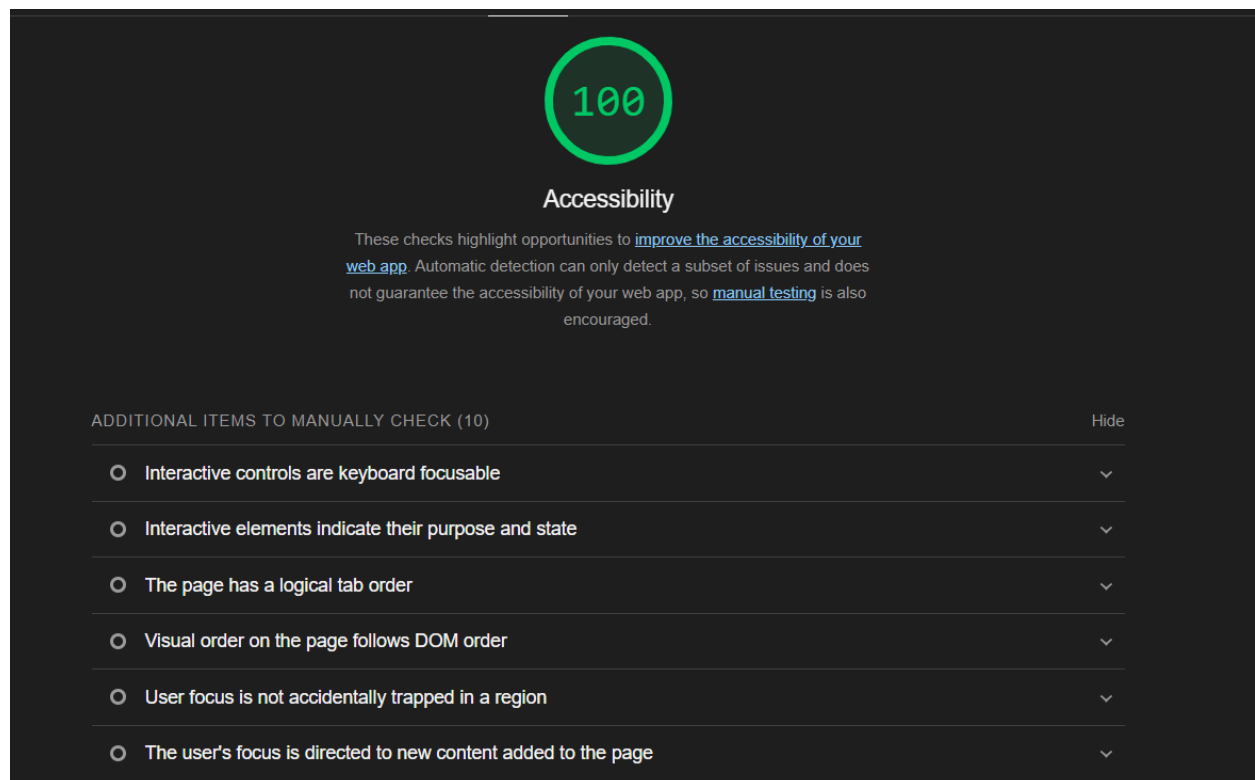 100
Accessibility
These checks highlight opportunities to improve the accessibility of your
web app. Automatic detection can only detect a subset of issues and does
not guarantee the accessibility of your web app, so manual testing is also
encouraged.
ADDITIONAL ITEMS TO MANUALLY CHECK (10) Hide
Interactive controls are keyboard focusable
Interactive elements indicate their purpose and state
The page has a logical tab order
Visual order on the page follows DOM order
User focus is not accidentally trapped in a region
The user's focus is directed to new content added to the page